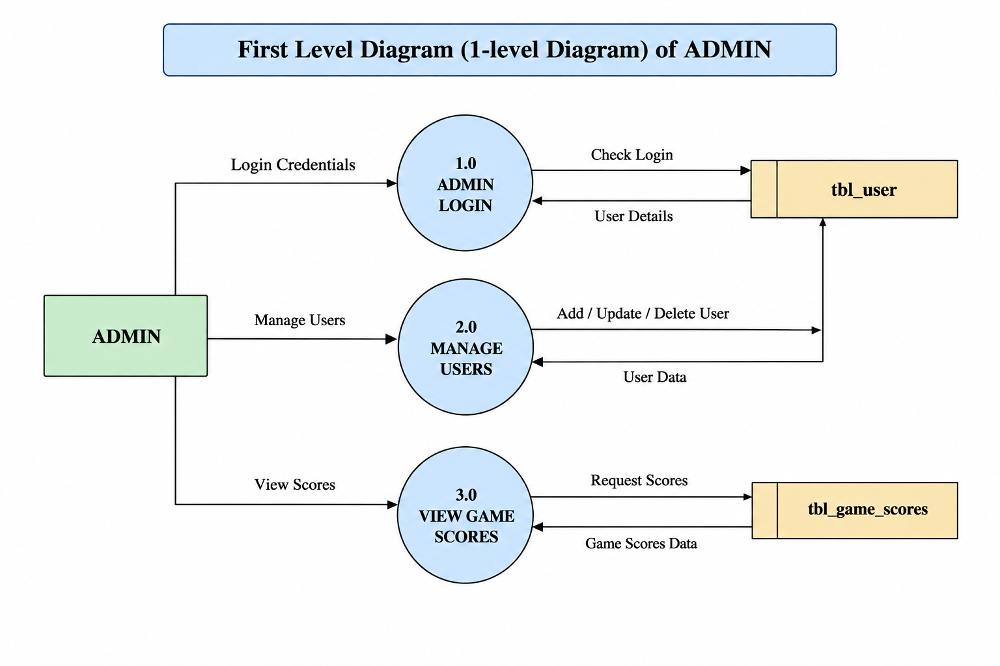 First Level Diagram (1-level Diagram) of ADMIN
Login Credentials
1.0
ADMIN
LOGIN
Check Login
User Details
tbl_user
ADMIN
Manage Users
2.0
MANAGE
USERS
Add / Update / Delete User
User Data
View Scores
3.0
VIEW GAME
SCORES
Request Scores
Game Scores Data
tbl_game_scores